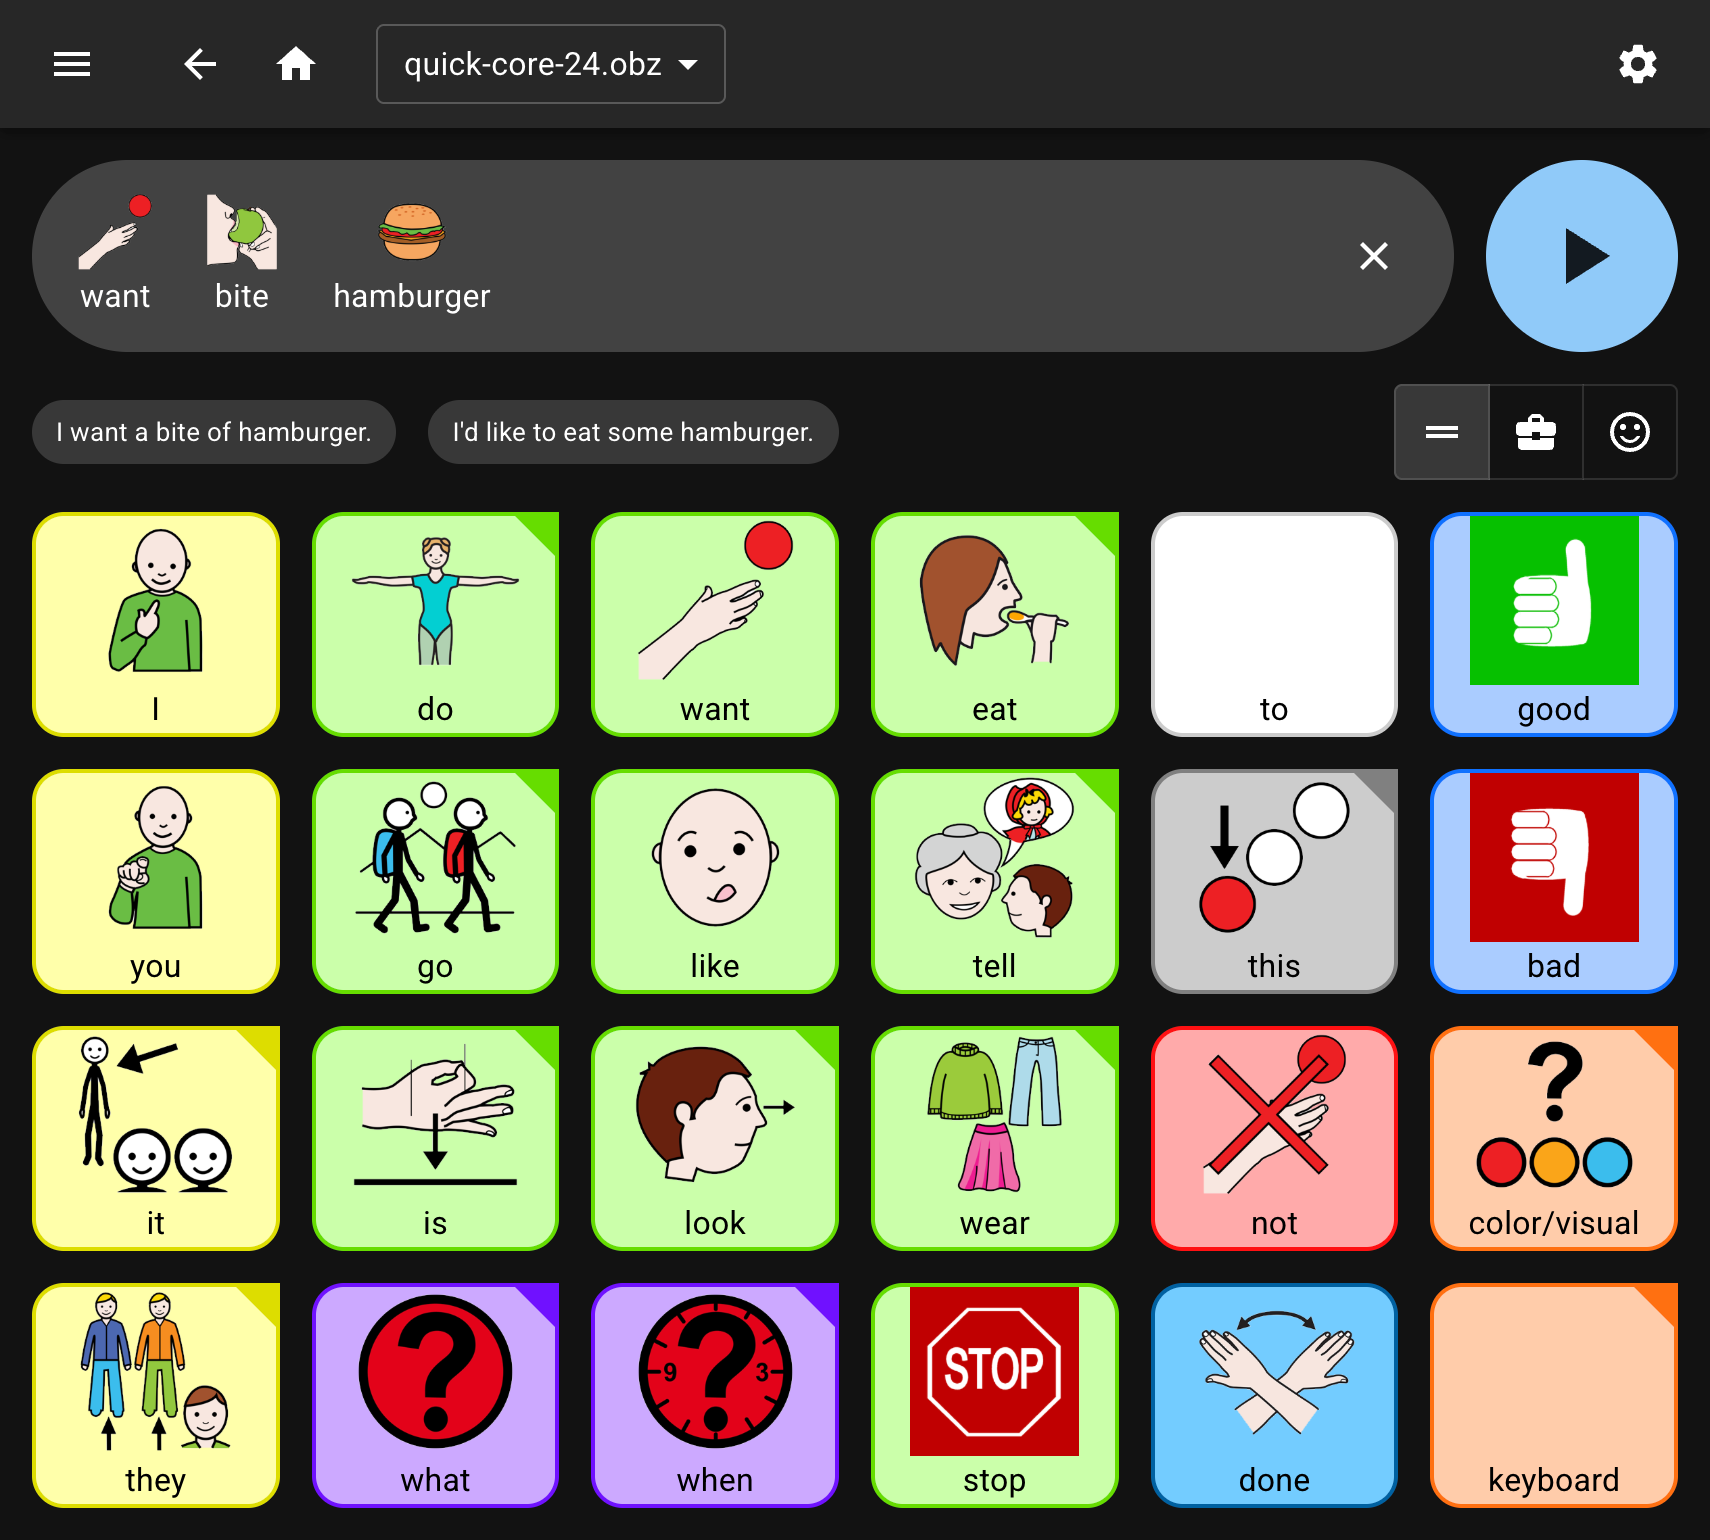 quick-core-24.obz
want bite hamburger
I want a bite of hamburger. I'd like to eat some hamburger.
I do want eat to good
you go like tell this bad
it is look wear not color/visual
9 3
STOP
they what when stop done keyboard